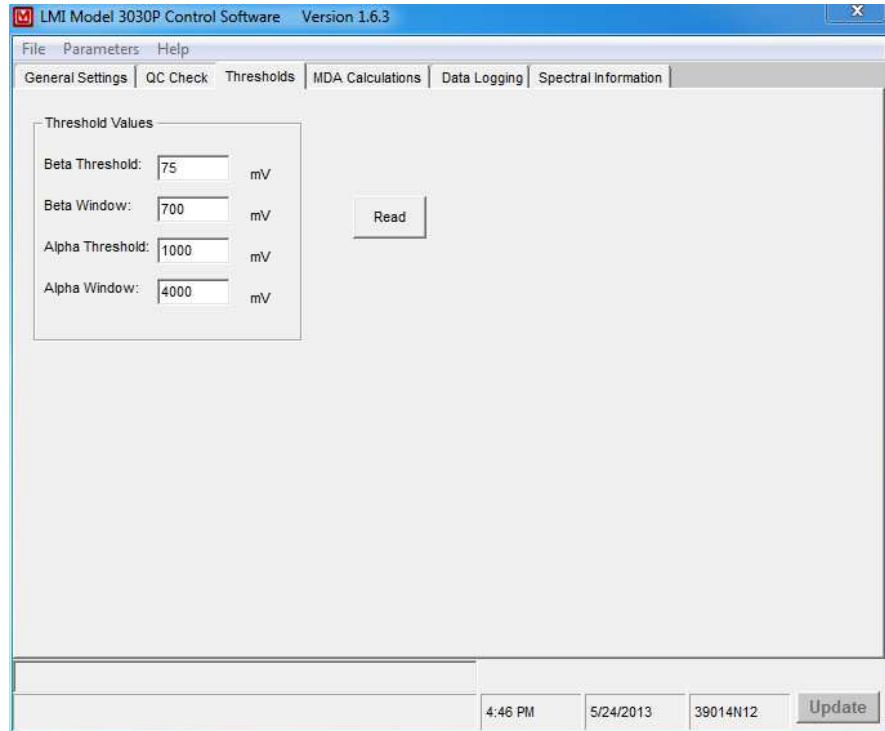 LMI Model 3030P Control Software Version 1.6.3
X
File Parameters Help
General Settings QC Check Thresholds MDA Calculations Data Logging Spectral Information
Threshold Values
Beta Threshold: 75 mV
Beta Window: 700 mV
Read
Alpha Threshold: 1000 mV
Alpha Window: 4000 mV
4:46 PM 5/24/2013 39014N12 Update